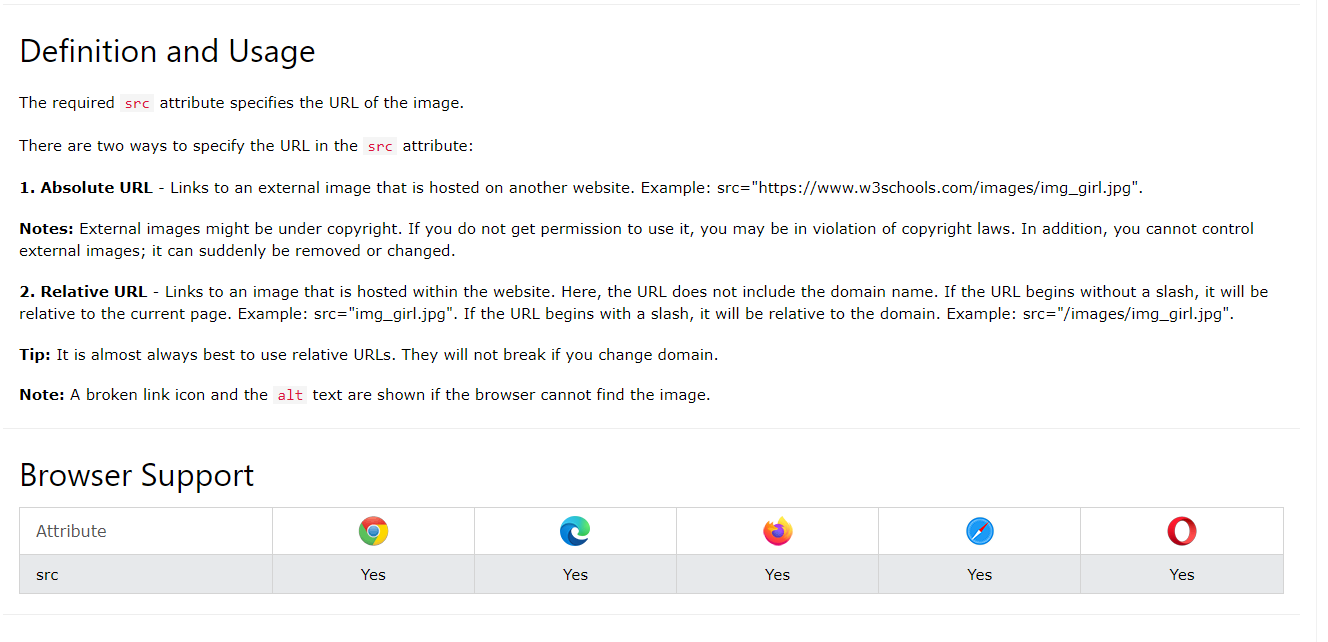 Definition and Usage
The required src attribute specifies the URL of the image.
There are two ways to specify the URL in the src attribute:
1. Absolute URL - Links to an external image that is hosted on another website. Example: src="https://www.w3schools.com/images/img_girl.jpg".
Notes: External images might be under copyright. If you do not get permission to use it, you may be in violation of copyright laws. In addition, you cannot control
external images; it can suddenly be removed or changed.
2. Relative URL - Links to an image that is hosted within the website. Here, the URL does not include the domain name. If the URL begins without a slash, it will be
relative to the current page. Example: src="img_girl.jpg". If the URL begins with a slash, it will be relative to the domain. Example: src="/images/img_girl.jpg".
Tip: It is almost always best to use relative URLs. They will not break if you change domain.
Note: A broken link icon and the alt text are shown if the browser cannot find the image.
Browser Support
Attribute
src Yes Yes Yes Yes Yes